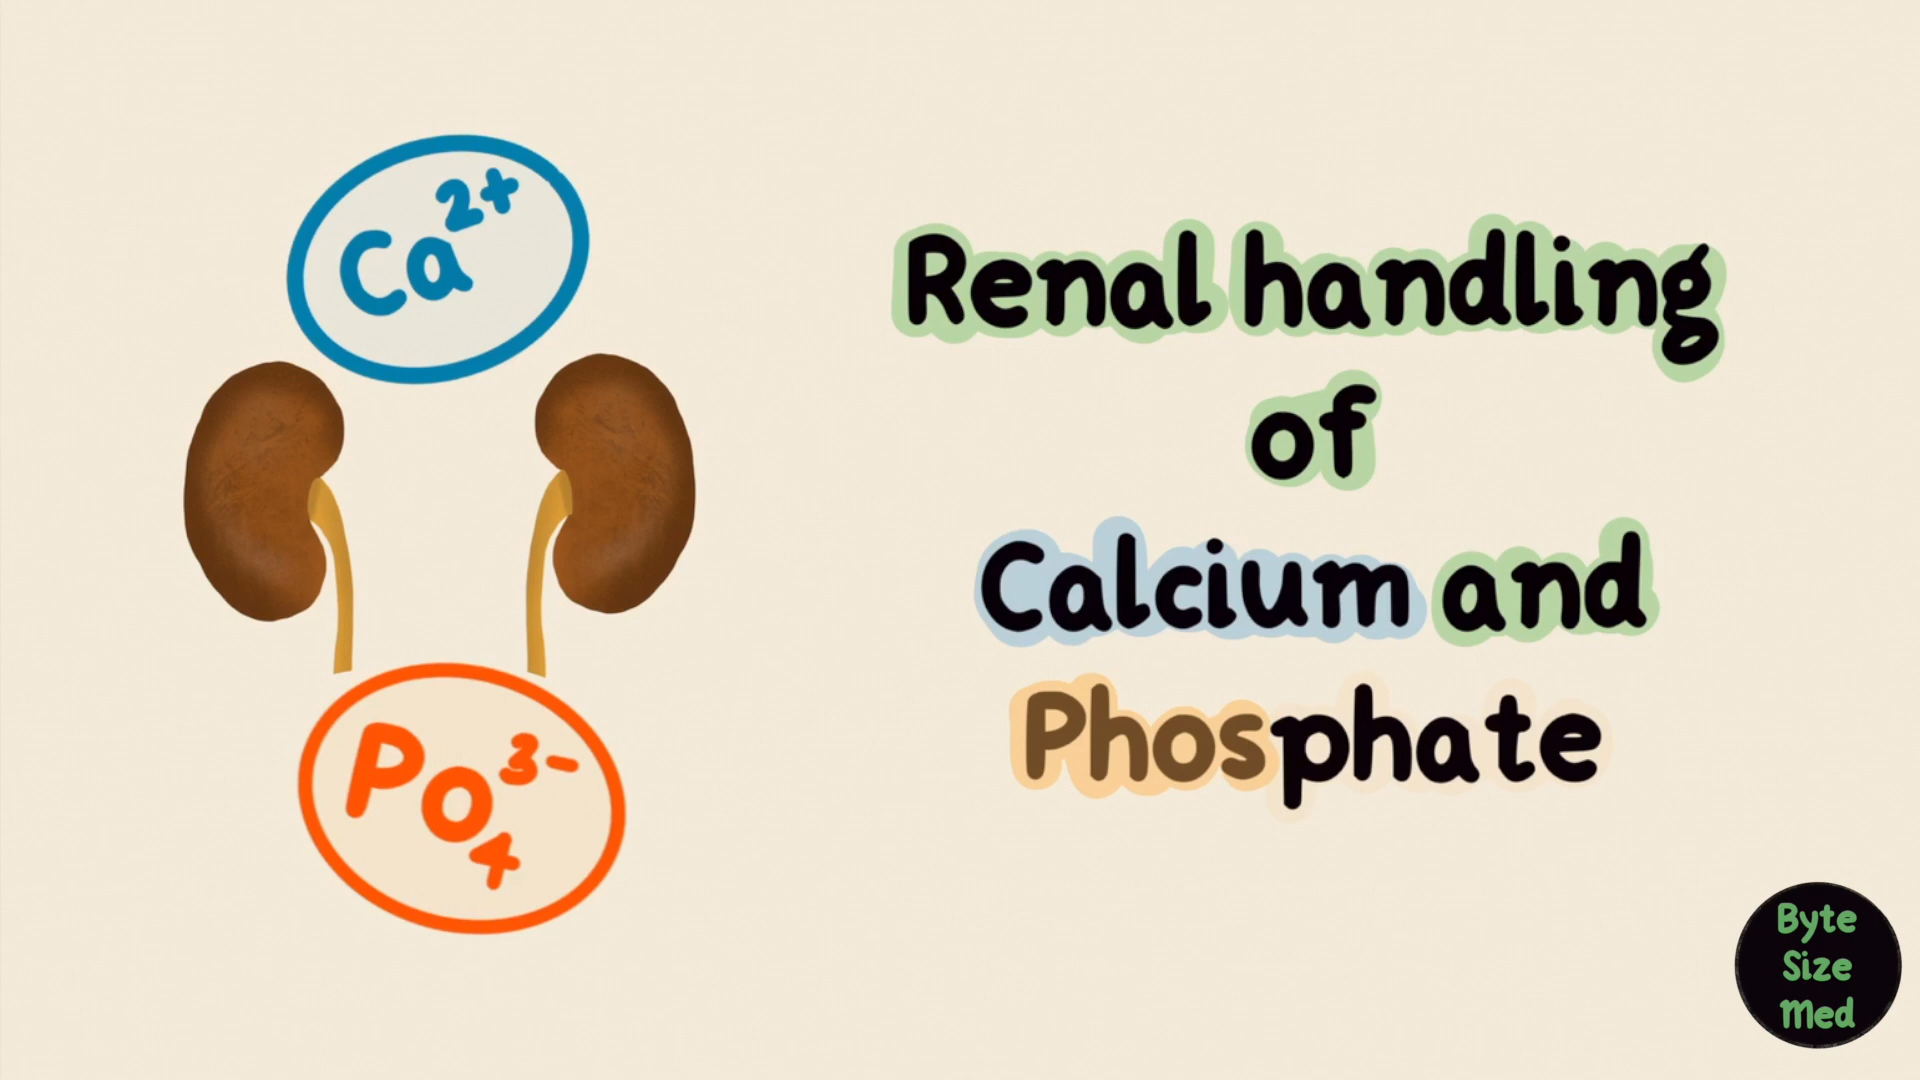 Ca²⁺
Po₄³⁻
Renal handling
of
Calcium and
Phosphate
Byte
Size
Med